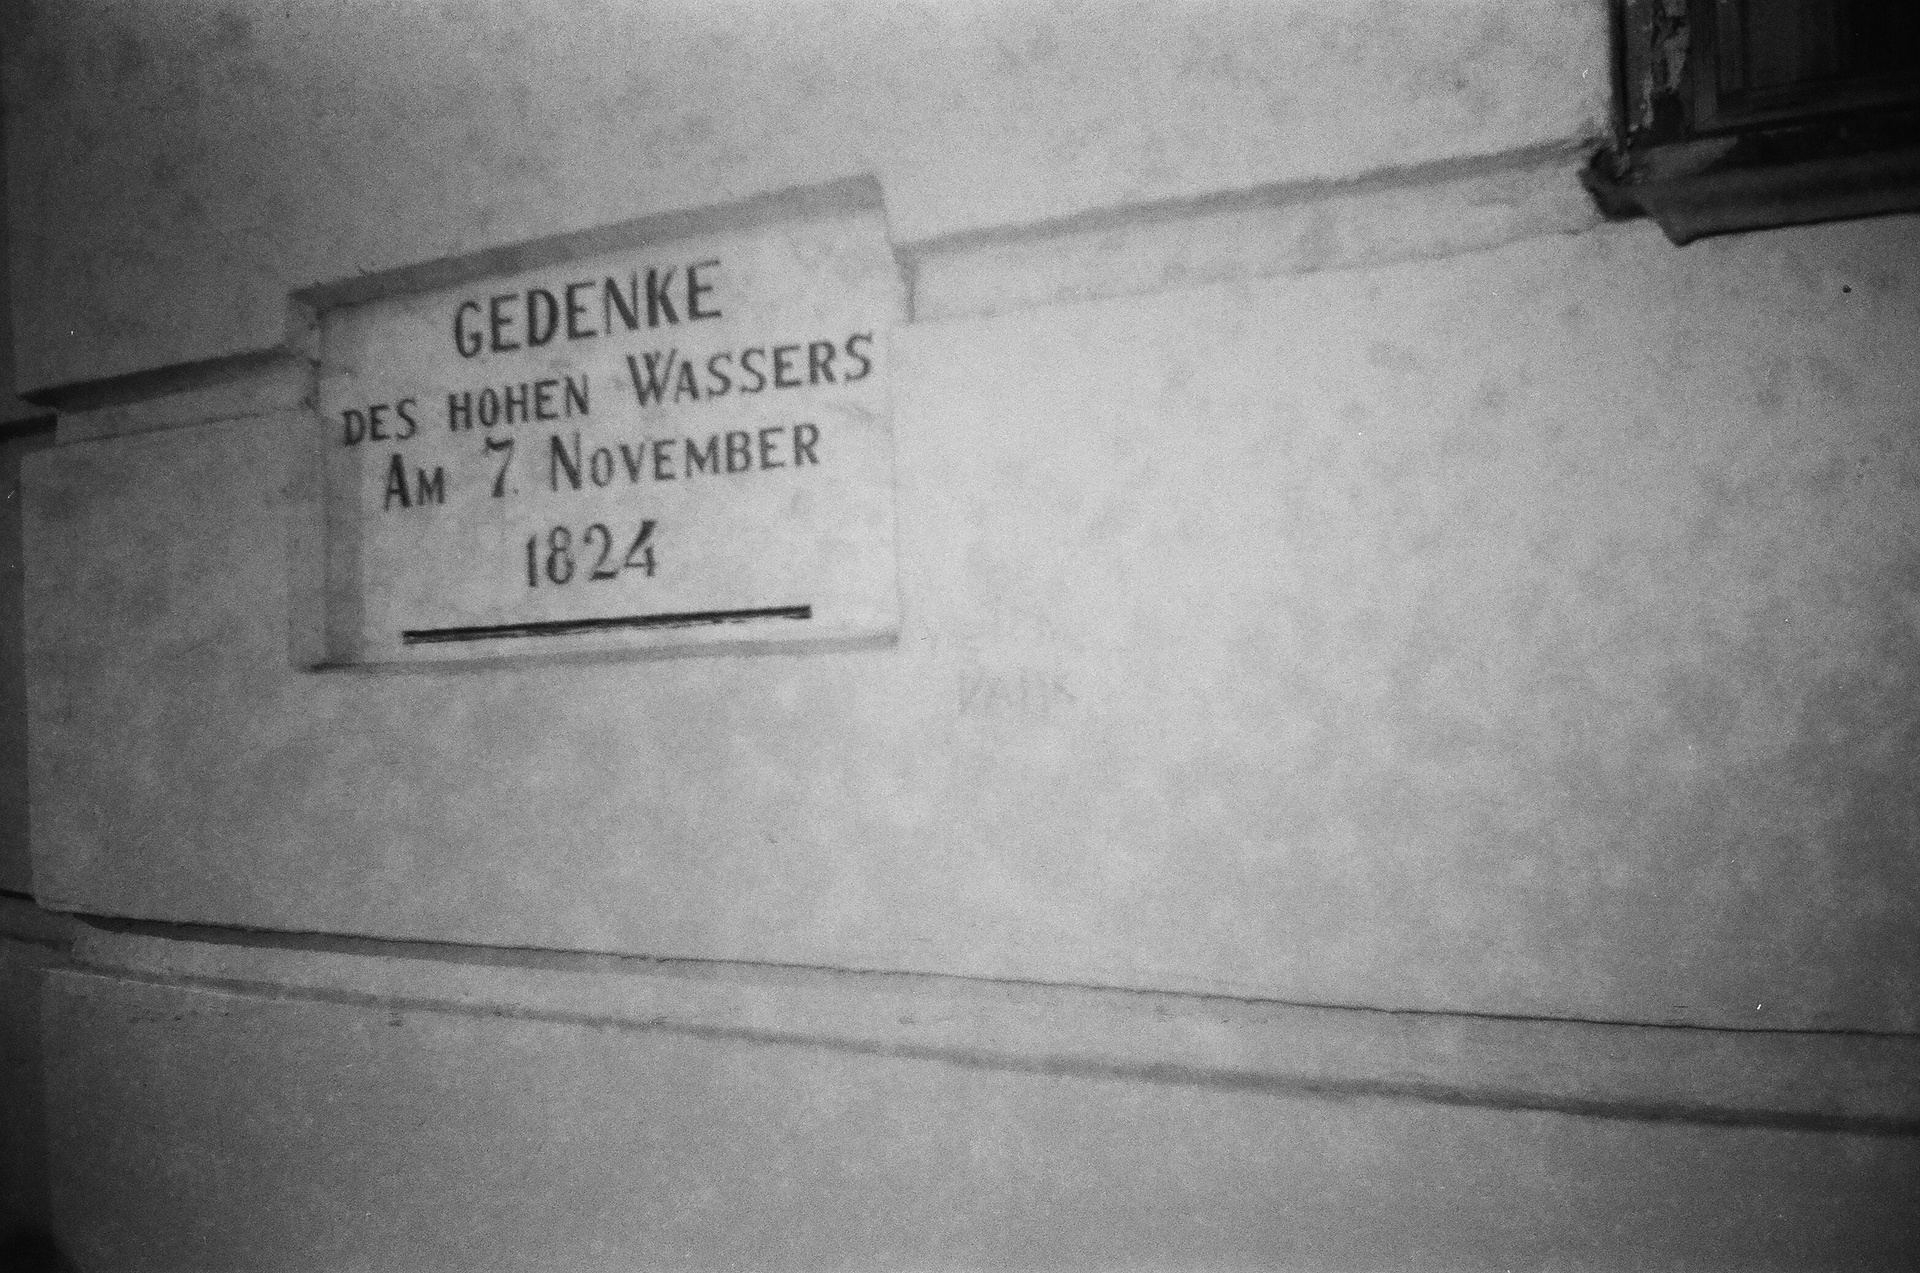 GEDENKE
DES HOHEN WASSERS
AM 7. NOVEMBER
1824